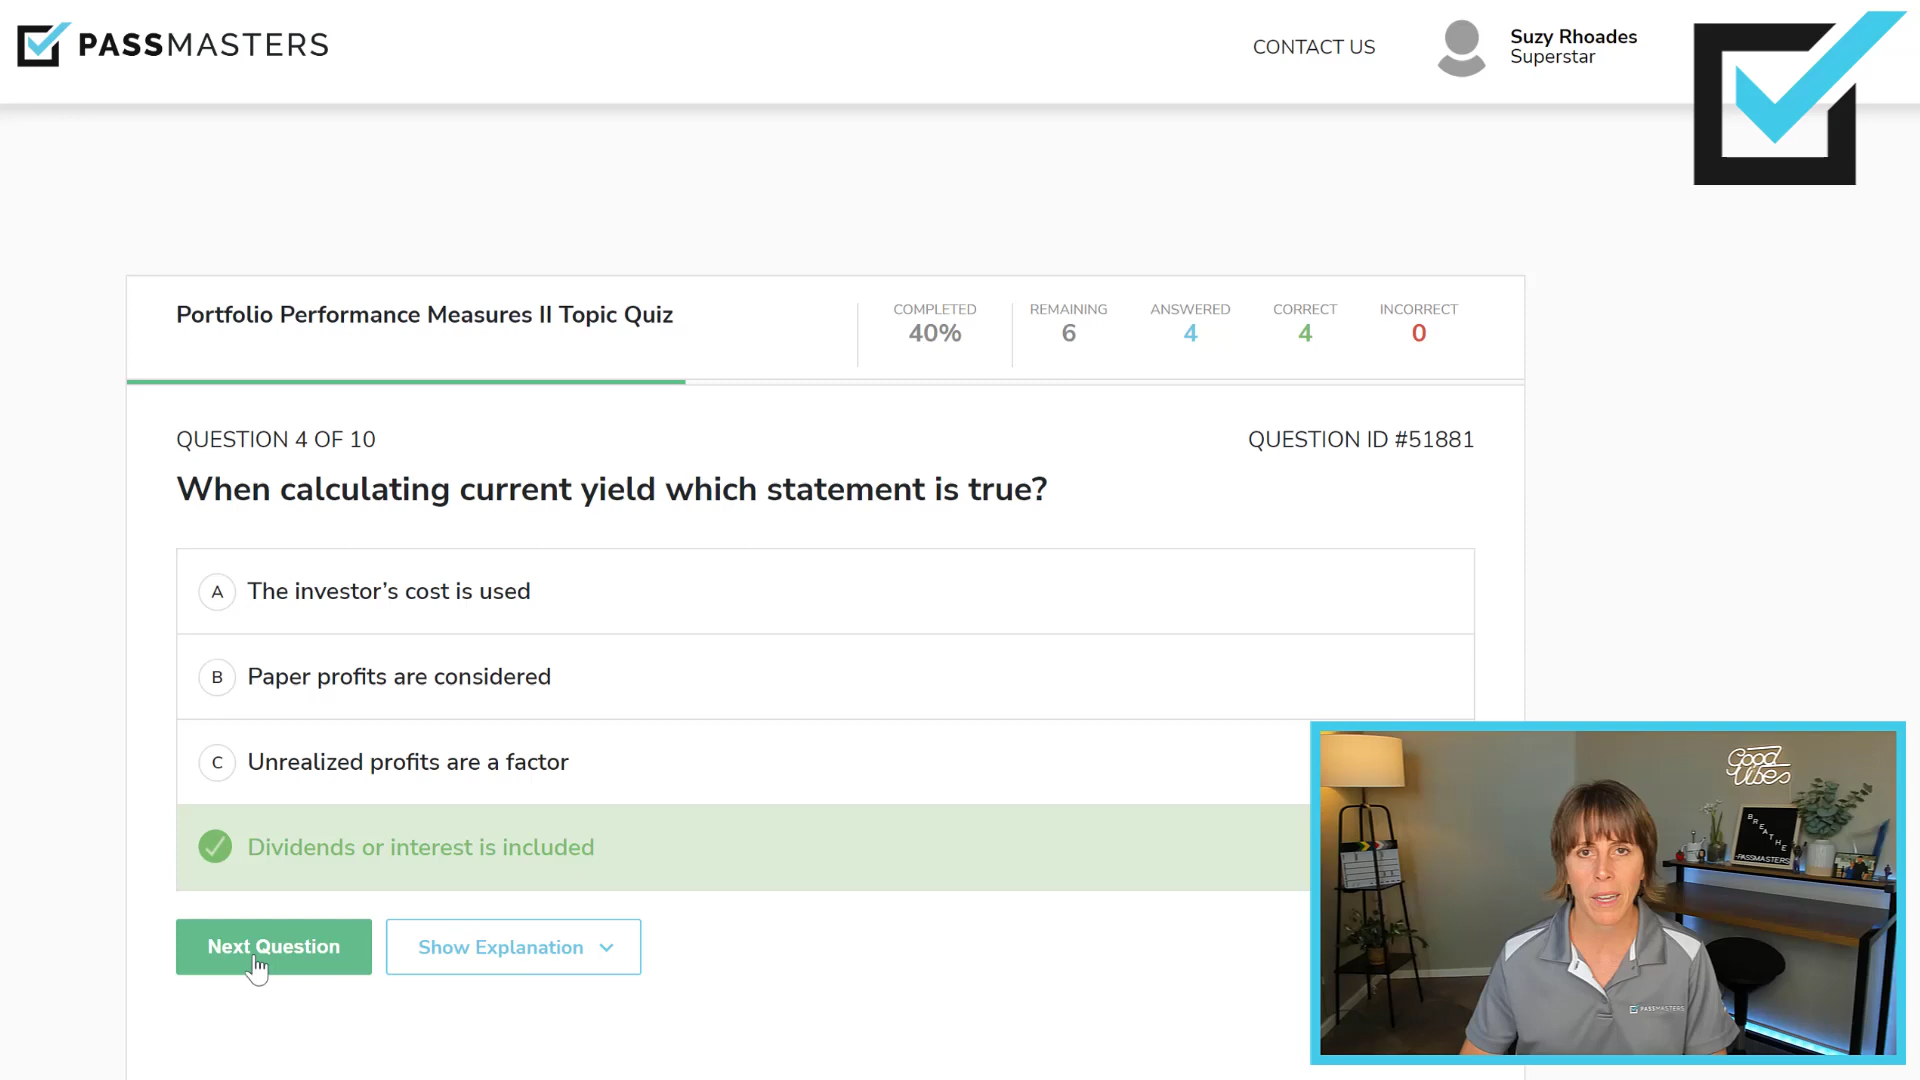 PASSMASTERS
CONTACT US
Suzy Rhoades
Superstar
Portfolio Performance Measures II Topic Quiz
COMPLETED
40%
REMAINING
6
ANSWERED
4
CORRECT
4
INCORRECT
0
QUESTION 4 OF 10
QUESTION ID #51881
When calculating current yield which statement is true?
A The investor’s cost is used
B Paper profits are considered
C Unrealized profits are a factor
Dividends or interest is included
Next Question
Show Explanation
Good
Vibes
BREATHE
-PASSMASTERS
PASSMASTERS